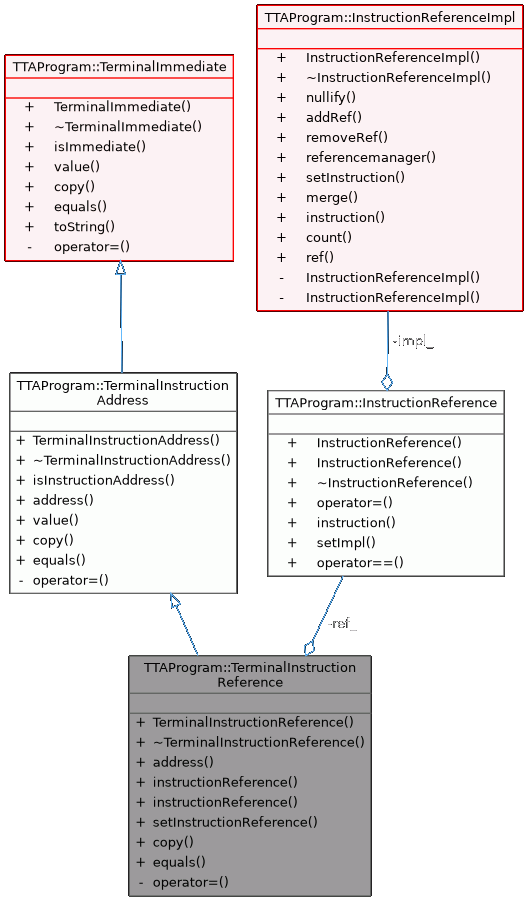 TTAProgram::InstructionReferenceImpl
+ InstructionReferenceImpl()
+ ~InstructionReferenceImpl()
+ nullify()
+ addRef()
+ removeRef()
+ referencemanager()
+ setInstruction()
+ merge()
+ instruction()
+ count()
+ ref()
- InstructionReferenceImpl()
- InstructionReferenceImpl()
TTAProgram::TerminalImmediate
+ TerminalImmediate()
+ ~TerminalImmediate()
+ isImmediate()
+ value()
+ copy()
+ equals()
+ toString()
- operator=()
-impl_
TTAProgram::TerminalInstruction
Address
+ TerminalInstructionAddress()
+ ~TerminalInstructionAddress()
+ isInstructionAddress()
+ address()
+ value()
+ copy()
+ equals()
- operator=()
TTAProgram::InstructionReference
+ InstructionReference()
+ InstructionReference()
+ ~InstructionReference()
+ operator=()
+ instruction()
+ setImpl()
+ operator==()
-ref_
TTAProgram::TerminalInstruction
Reference
+ TerminalInstructionReference()
+ ~TerminalInstructionReference()
+ address()
+ instructionReference()
+ instructionReference()
+ setInstructionReference()
+ copy()
+ equals()
- operator=()